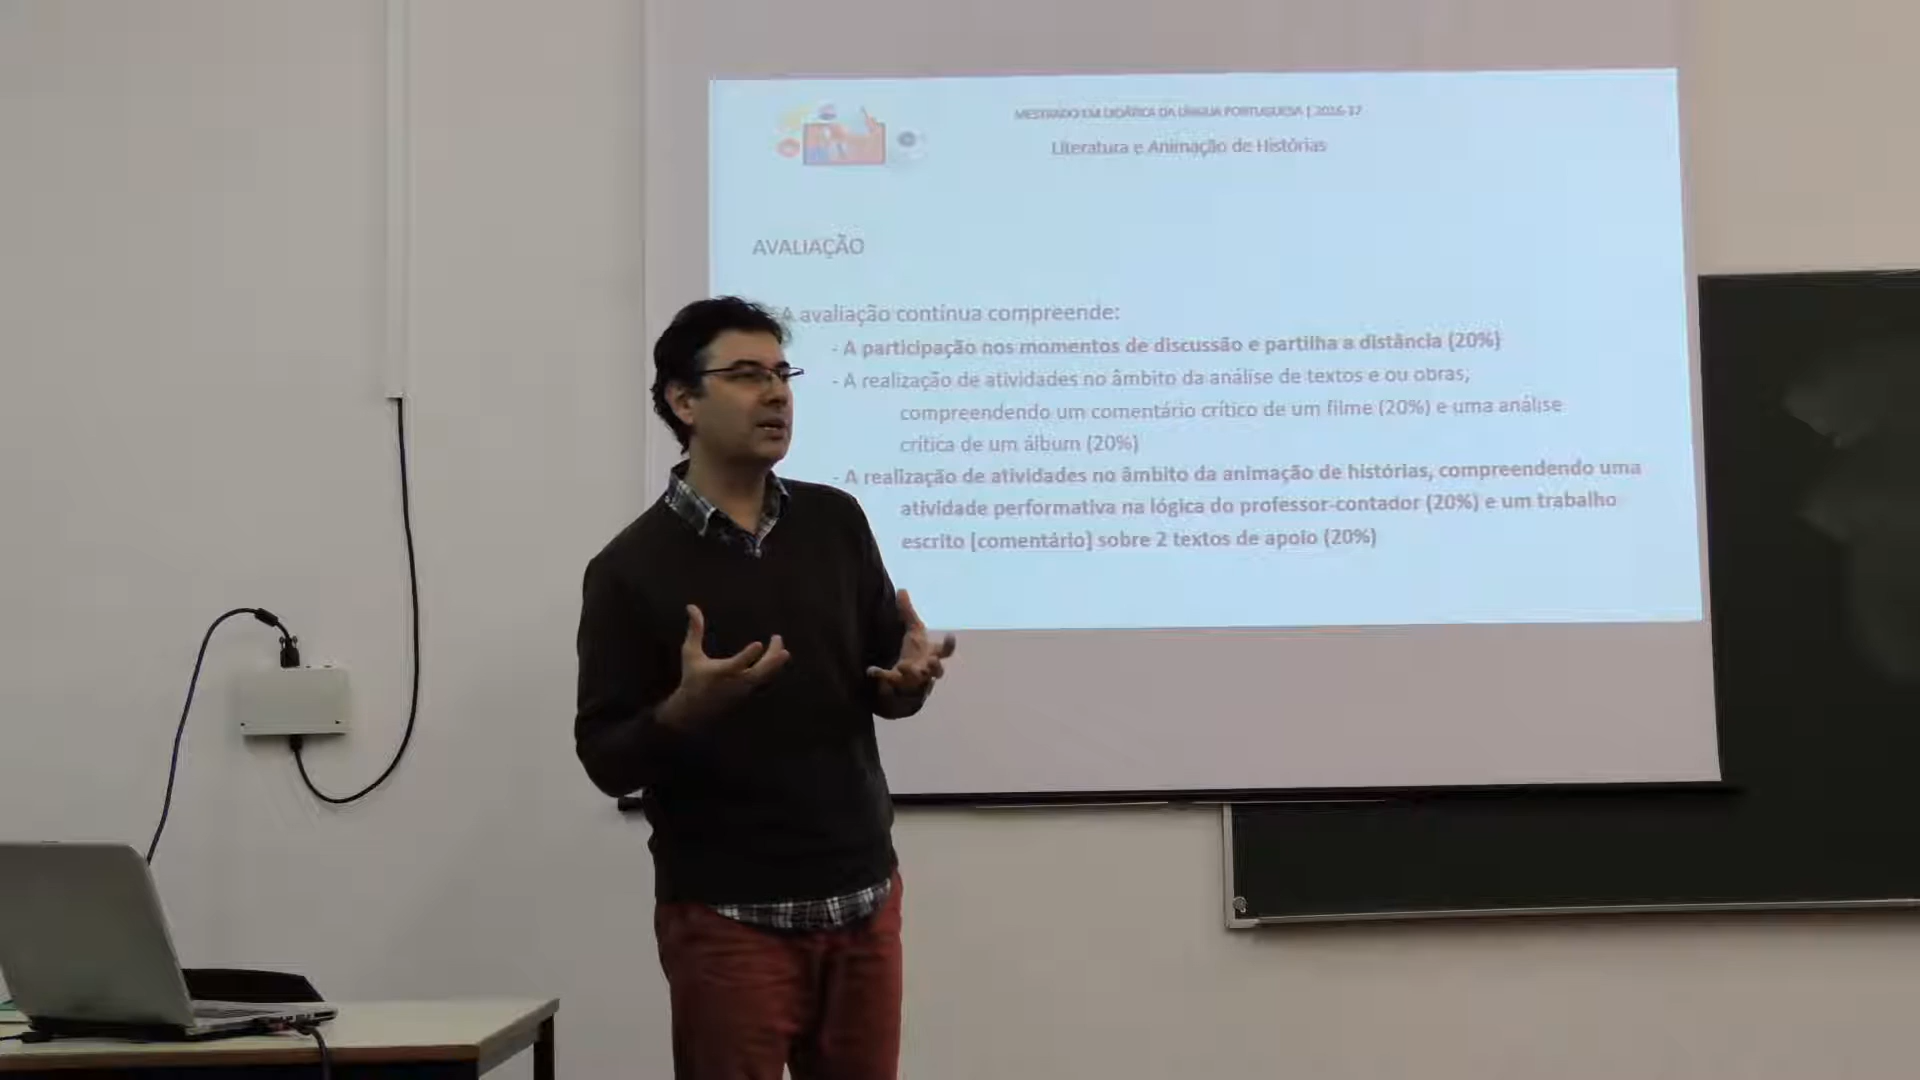 MESTRADO EM DIDÁTICA DA LÍNGUA PORTUGUESA | 2016-17
Literatura e Animação de Histórias
AVALIAÇÃO
A avaliação contínua compreende:
- A participação nos momentos de discussão e partilha a distância (20%)
- A realização de atividades no âmbito da análise de textos e ou obras,
compreendendo um comentário crítico de um filme (20%) e uma análise
crítica de um álbum (20%)
- A realização de atividades no âmbito da animação de histórias, compreendendo uma
atividade performativa na lógica do professor-contador (20%) e um trabalho
escrito [comentário] sobre 2 textos de apoio (20%)